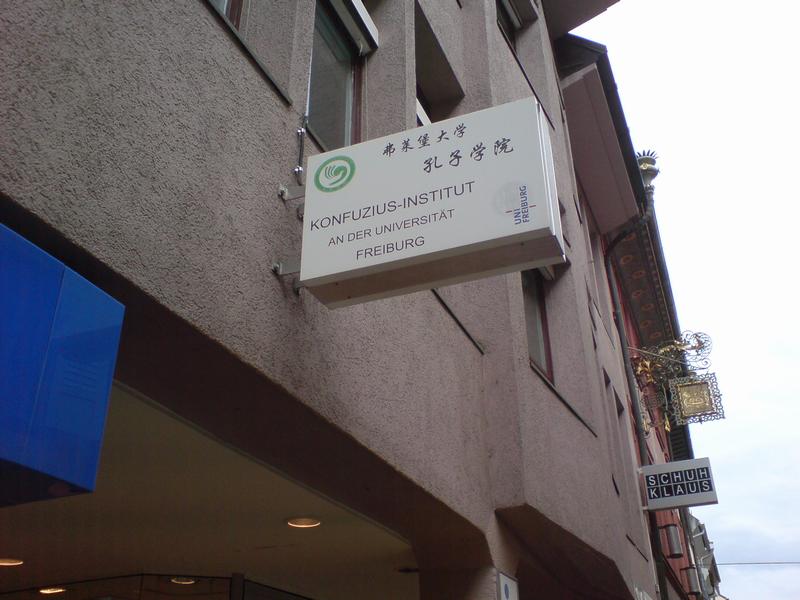 弗莱堡大学
孔子学院
KONFUZIUS-INSTITUT
AN DER UNIVERSITÄT
FREIBURG
UNI
FREIBURG
SCHUH
KLAUS